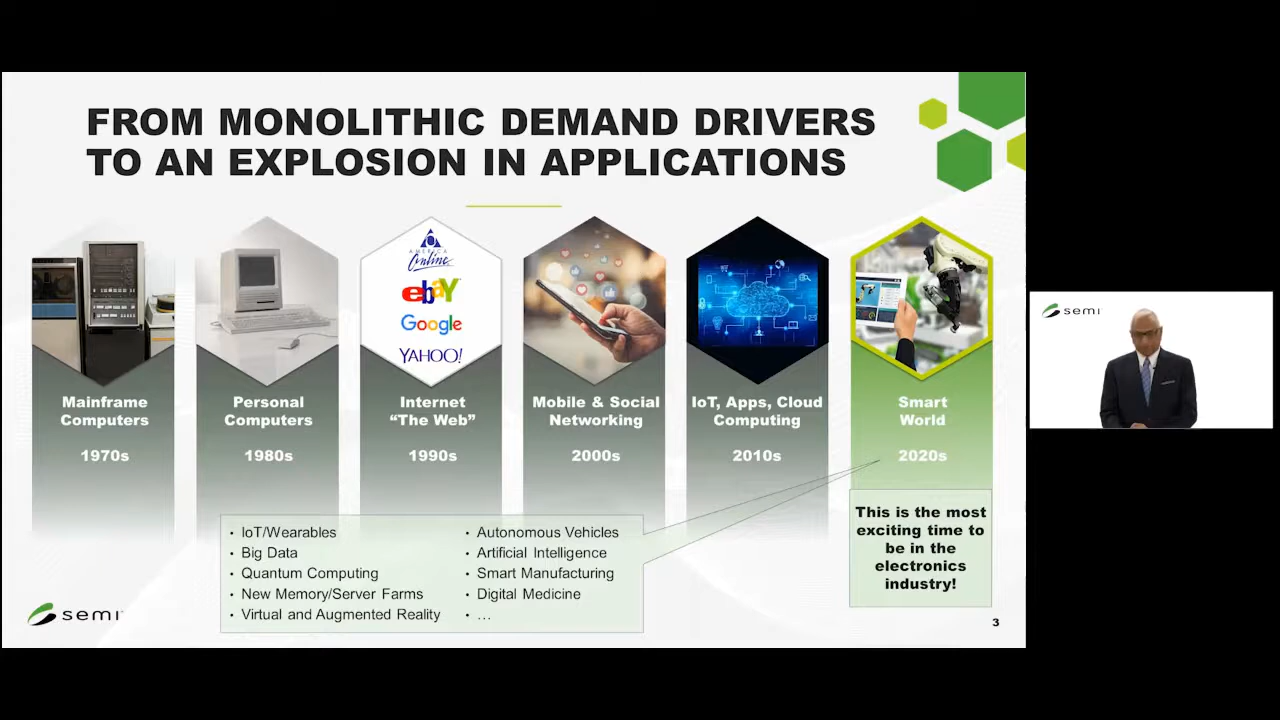 FROM MONOLITHIC DEMAND DRIVERS
TO AN EXPLOSION IN APPLICATIONS
AMERICA
Online
ebaY
Google
YAHOO!
Mainframe
Computers
1970s
Personal
Computers
1980s
Internet
“The Web”
1990s
Mobile & Social
Networking
2000s
IoT, Apps, Cloud
Computing
2010s
Smart
World
2020s
• IoT/Wearables
• Big Data
• Quantum Computing
• New Memory/Server Farms
• Virtual and Augmented Reality
• Autonomous Vehicles
• Artificial Intelligence
• Smart Manufacturing
• Digital Medicine
• …
This is the most
exciting time to
be in the
electronics
industry!
semi
3
semi